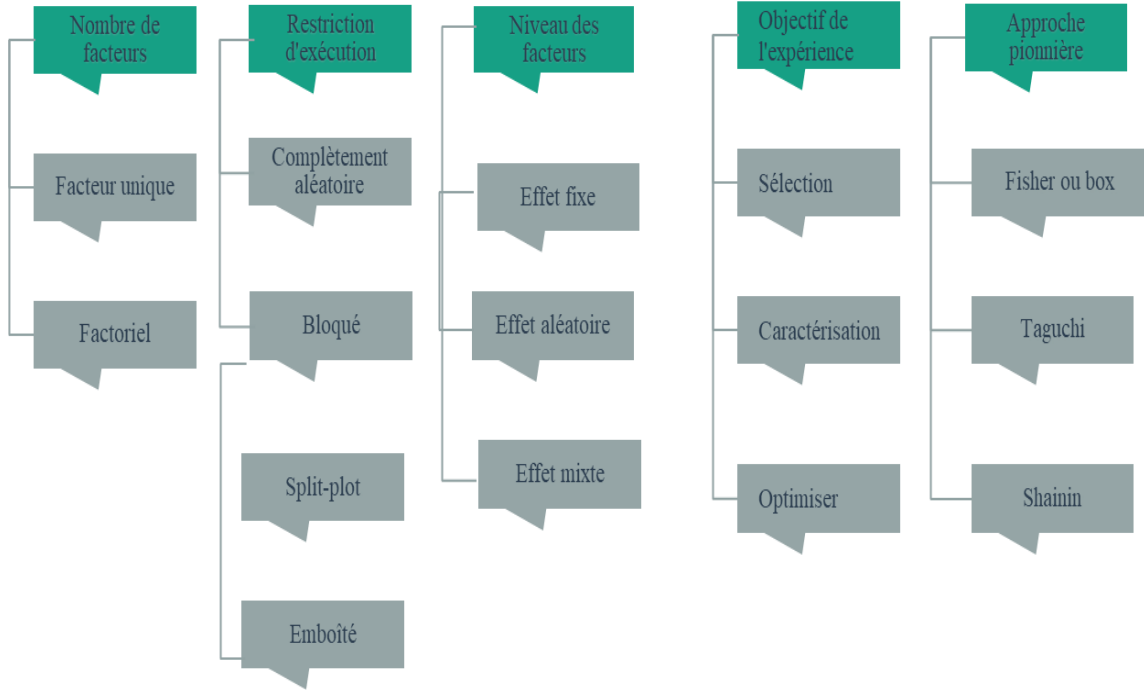 Nombre de
facteurs
Facteur unique
Factoriel
Restriction
d'exécution
Complètement
aléatoire
Bloqué
Split-plot
Emboîté
Niveau des
facteurs
Effet fixe
Effet aléatoire
Effet mixte
Objectif de
l'expérience
Sélection
Caractérisation
Optimiser
Approche
pionnière
Fisher ou box
Taguchi
Shainin